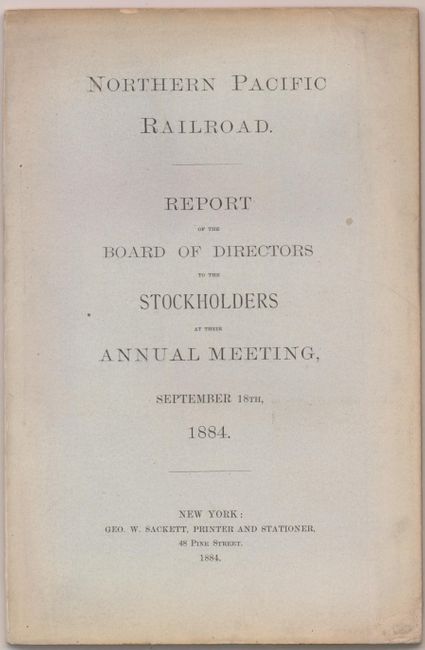 Northern Pacific
Railroad.
REPORT
OF THE
BOARD OF DIRECTORS
TO THE
STOCKHOLDERS
AT THEIR
ANNUAL MEETING,
SEPTEMBER 18TH,
1884.
NEW YORK:
GEO. W. SACKETT, PRINTER AND STATIONER,
48 Pine Street.
1884.